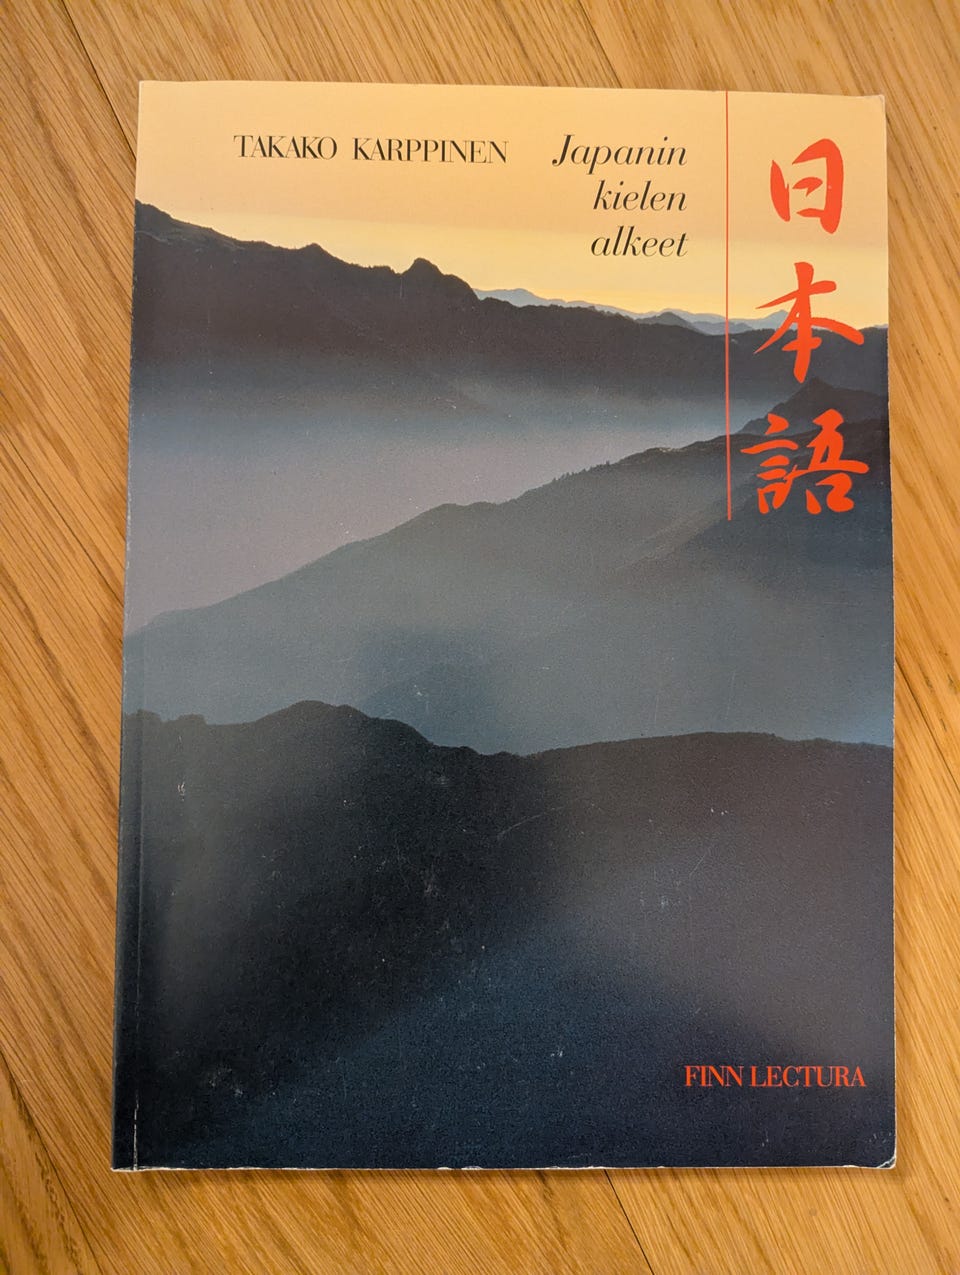 TAKAKO KARPPINEN
Japanin
kielen
alkeet
日本語
FINN LECTURA